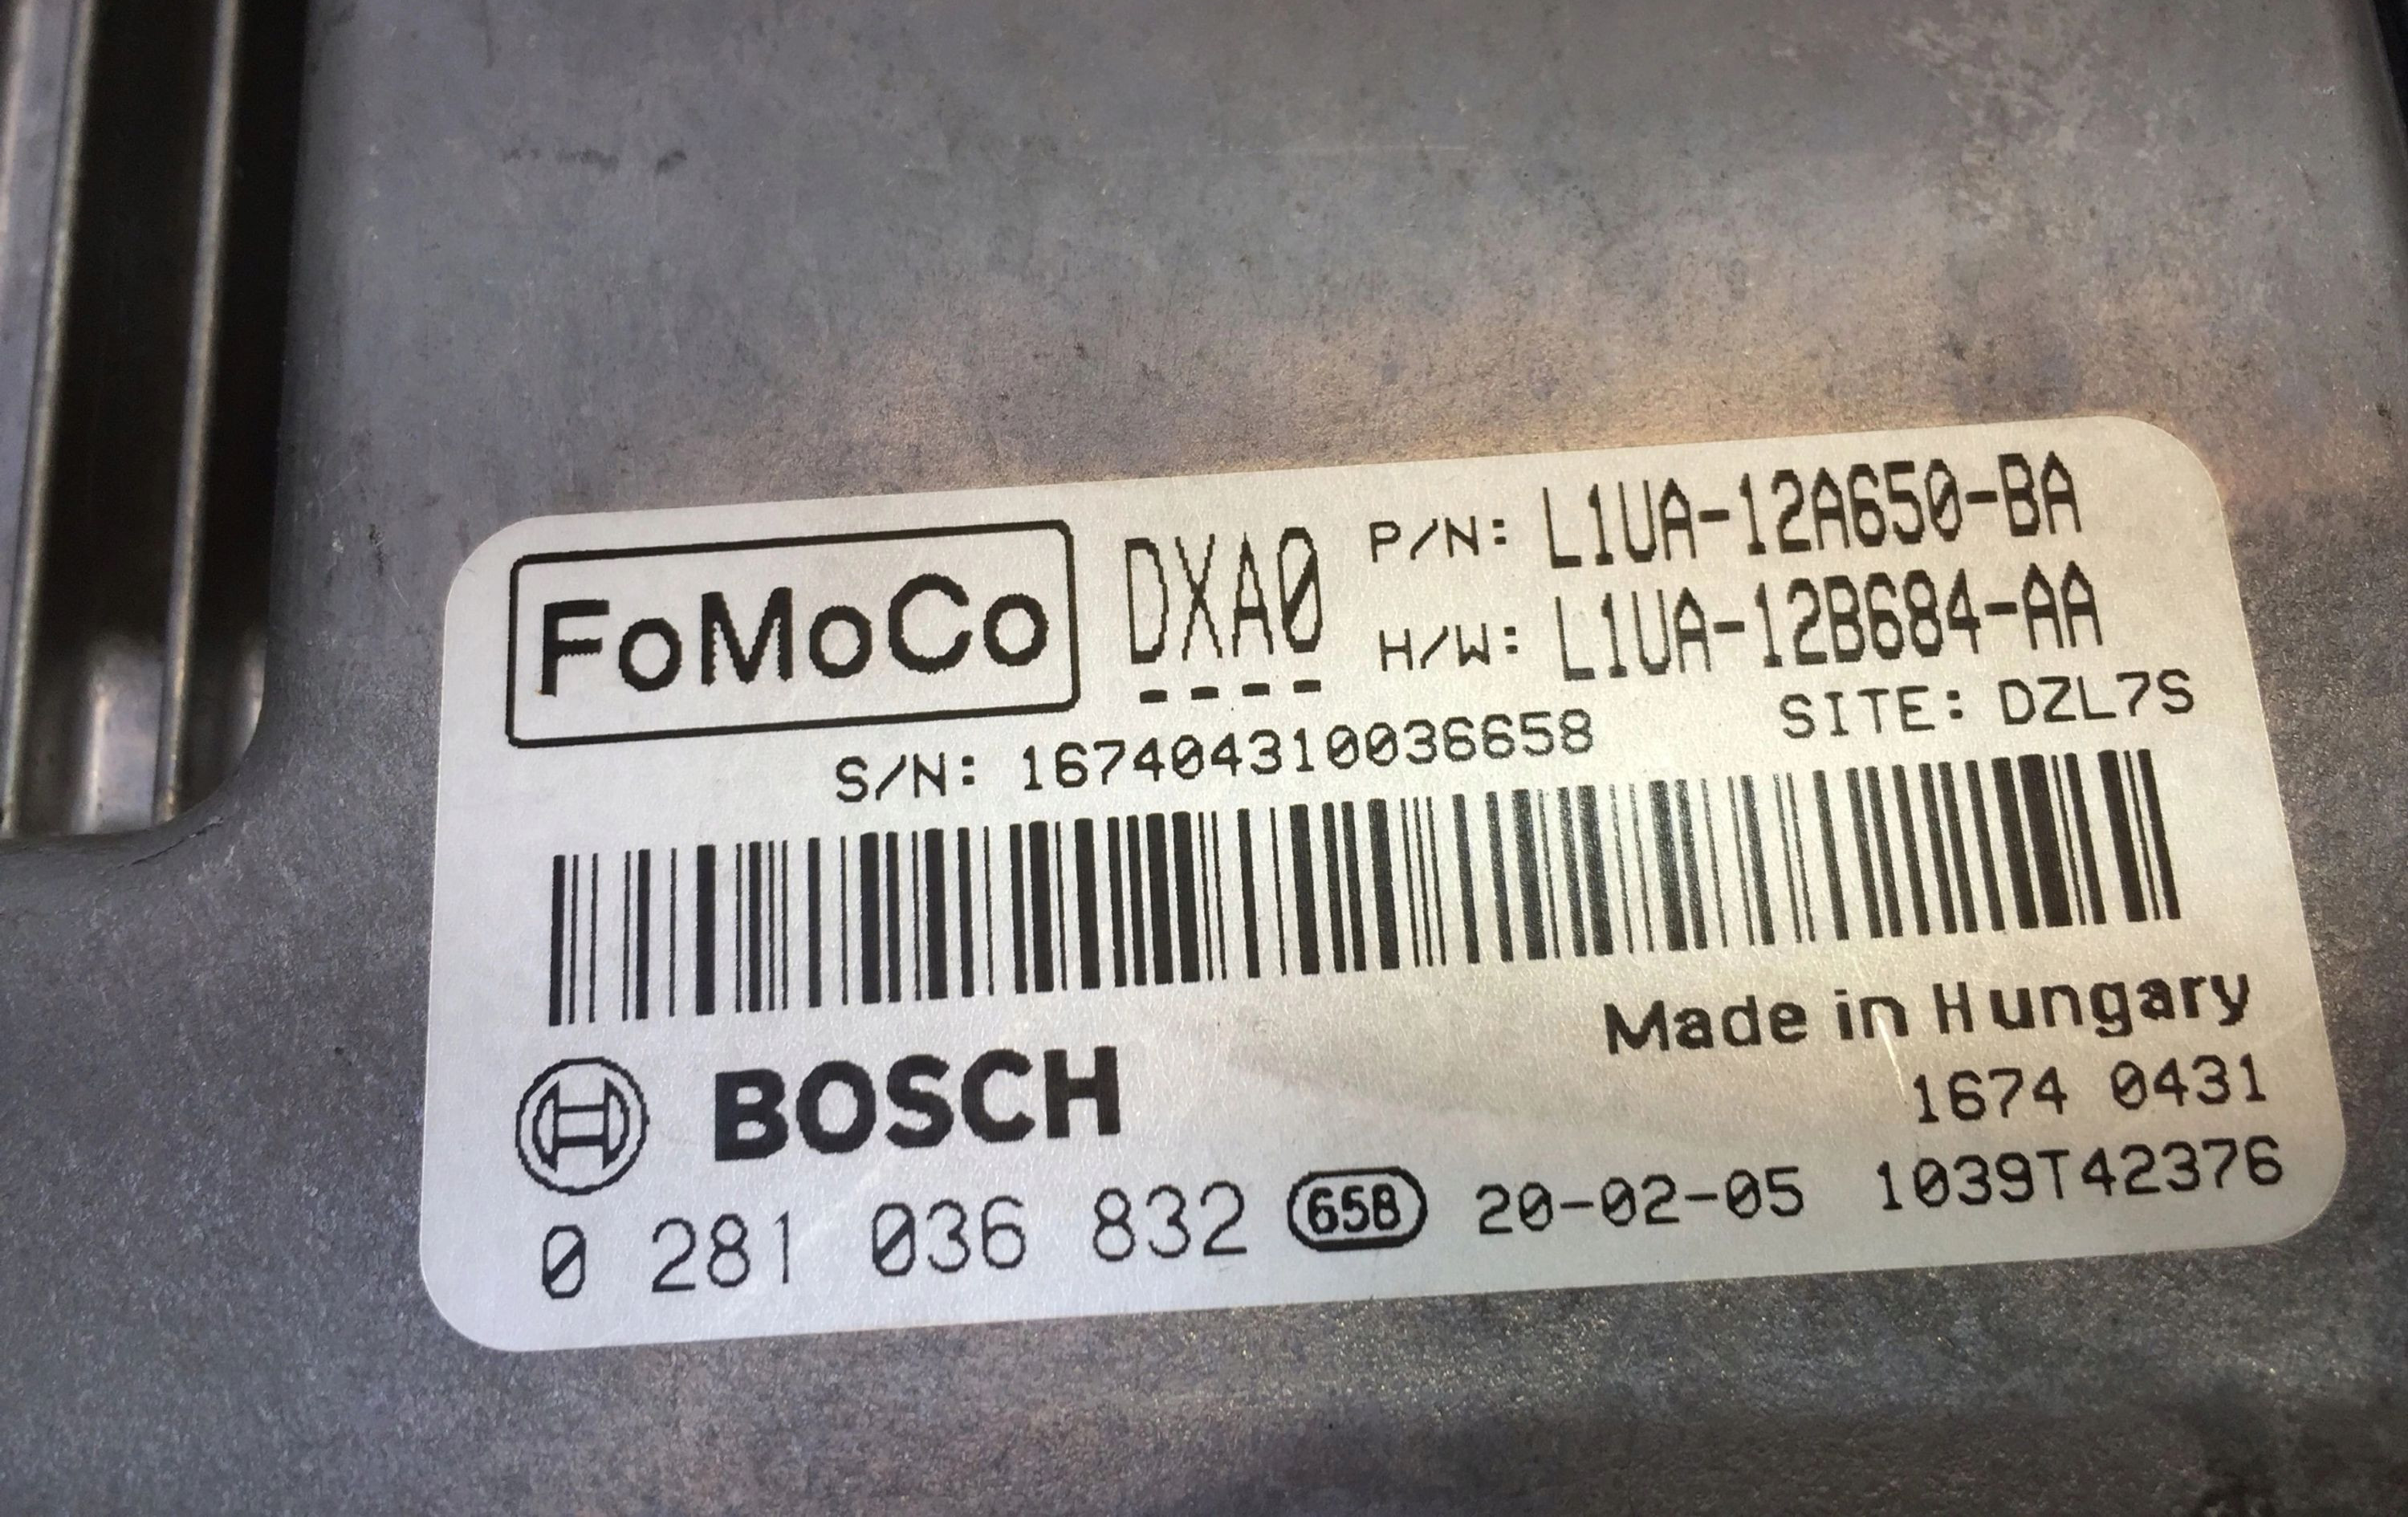 FoMoCo DXA0 P/N: L1UA-12A650-BA
---- H/W: L1UA-12B684-AA
S/N: 167404310036658 SITE: DZL7S
Made in Hungary
BOSCH 1674 0431
0 281 036 832 65B 20-02-05 1039T42376